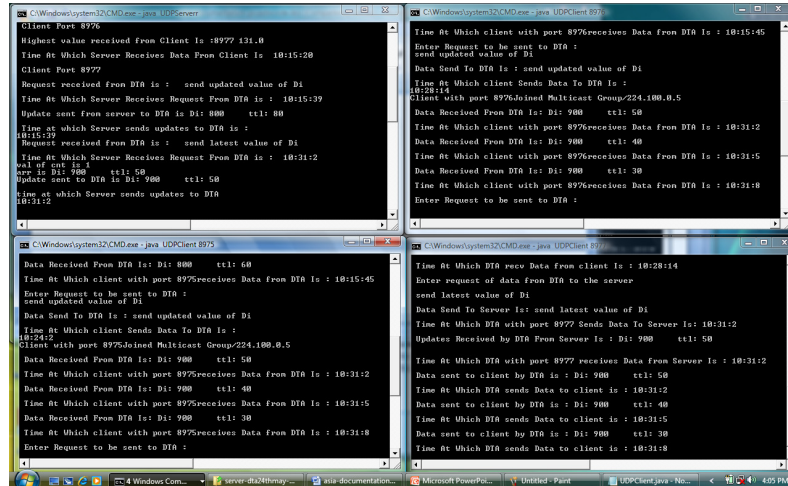 C:\Windows\system32\CMD.exe - java UDPServerr
Client Port 8976
Highest value received from Client Is :8977 131.0
Time At Which Server Receives Data From Client Is 10:15:20
Client Port 8977
Request received from DTA is : send updated value of Di
Time At Which Server Receives Request From DTA is : 10:15:39
Update sent from server to DTA is Di: 800 ttl: 80
Time at which Server sends updates to DTA is :
10:15:39
Request received from DTA is : send latest value of Di
Time At Which Server Receives Request From DTA is : 10:31:2
val of cnt is 1
arr is Di: 900 ttl: 50
Update sent to DTA is Di: 900 ttl: 50
time at which Server sends updates to DTA
10:31:2
C:\Windows\system32\CMD.exe - java UDPClient 8976
Time At Which client with port 8976receives Data from DTA Is : 10:15:45
Enter Request to be sent to DTA :
send updated value of Di
Data Send To DTA Is : send updated value of Di
Time At Which client Sends Data To DTA Is :
10:28:14
Client with port 8976Joined Multicast Group/224.100.0.5
Data Received From DTA Is: Di: 900 ttl: 50
Time At Which client with port 8976receives Data from DTA Is : 10:31:2
Data Received From DTA Is: Di: 900 ttl: 40
Time At Which client with port 8976receives Data from DTA Is : 10:31:5
Data Received From DTA Is: Di: 900 ttl: 30
Time At Which client with port 8976receives Data from DTA Is : 10:31:8
Enter Request to be sent to DTA :
C:\Windows\system32\CMD.exe - java UDPClient 8975
Data Received From DTA Is: Di: 800 ttl: 60
Time At Which client with port 8975receives Data from DTA Is : 10:15:45
Enter Request to be sent to DTA :
send updated value of Di
Data Send To DTA Is : send updated value of Di
Time At Which client Sends Data To DTA Is :
10:24:2
Client with port 8975Joined Multicast Group/224.100.0.5
Data Received From DTA Is: Di: 900 ttl: 50
Time At Which client with port 8975receives Data from DTA Is : 10:31:2
Data Received From DTA Is: Di: 900 ttl: 40
Time At Which client with port 8975receives Data from DTA Is : 10:31:5
Data Received From DTA Is: Di: 900 ttl: 30
Time At Which client with port 8975receives Data from DTA Is : 10:31:8
Enter Request to be sent to DTA :
C:\Windows\system32\CMD.exe - java UDPClient
Time At Which DTA recv Data from client Is : 10:28:14
Enter request of data from DTA to the server
send latest value of Di
Data Send To Server Is: send latest value of Di
Time At Which DTA with port 8977 Sends Data To Server Is: 10:31:2
Updates Received by DTA From Server Is : Di: 900 ttl: 50
Time At Which DTA with port 8977 receives Data from Server Is : 10:31:2
Data sent to client by DTA is : Di: 900 ttl: 50
Time At Which DTA sends Data to client is : 10:31:2
Data sent to client by DTA is : Di: 900 ttl: 40
Time At Which DTA sends Data to client is : 10:31:5
Data sent to client by DTA is : Di: 900 ttl: 30
Time At Which DTA sends Data to client is : 10:31:8
4 Windows Com... server-dta24thmay-... asia-documentation... Microsoft PowerPoi... Untitled - Paint UDPClient.java - No... 4:05 PM